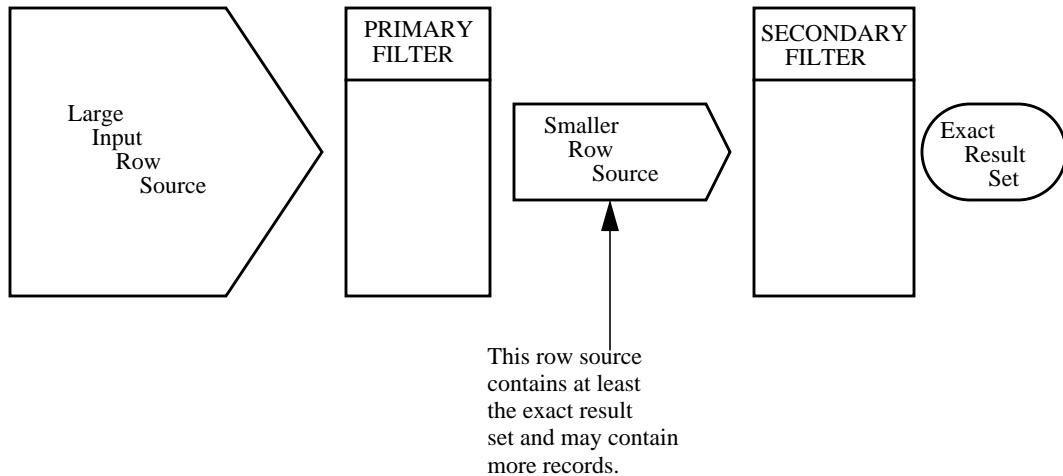 Large
Input
Row
Source
PRIMARY
FILTER
Smaller
Row
Source
SECONDARY
FILTER
Exact
Result
Set
This row source
contains at least
the exact result
set and may contain
more records.